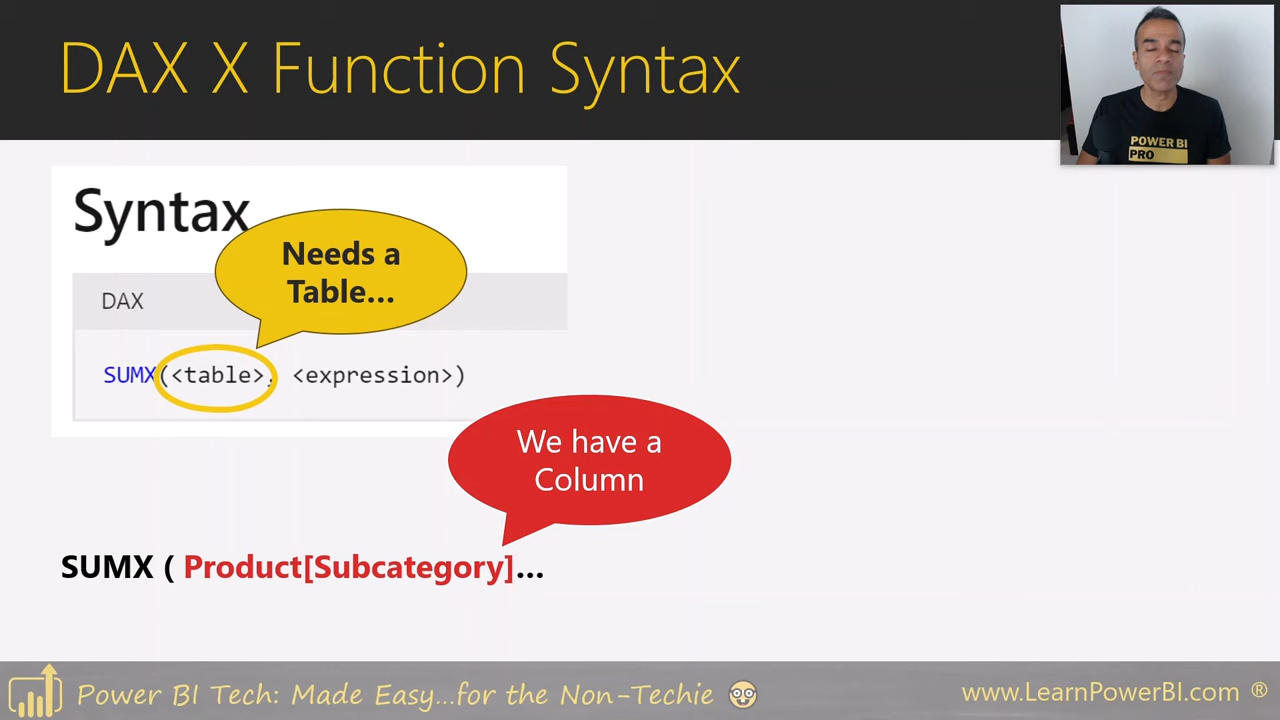 DAX X Function Syntax
POWER BI
PRO
Syntax
Needs a
Table...
DAX
SUMX(<table>, <expression>)
We have a
Column
SUMX ( Product[Subcategory]...
Power BI Tech: Made Easy...for the Non-Techie
www.LearnPowerBI.com ®